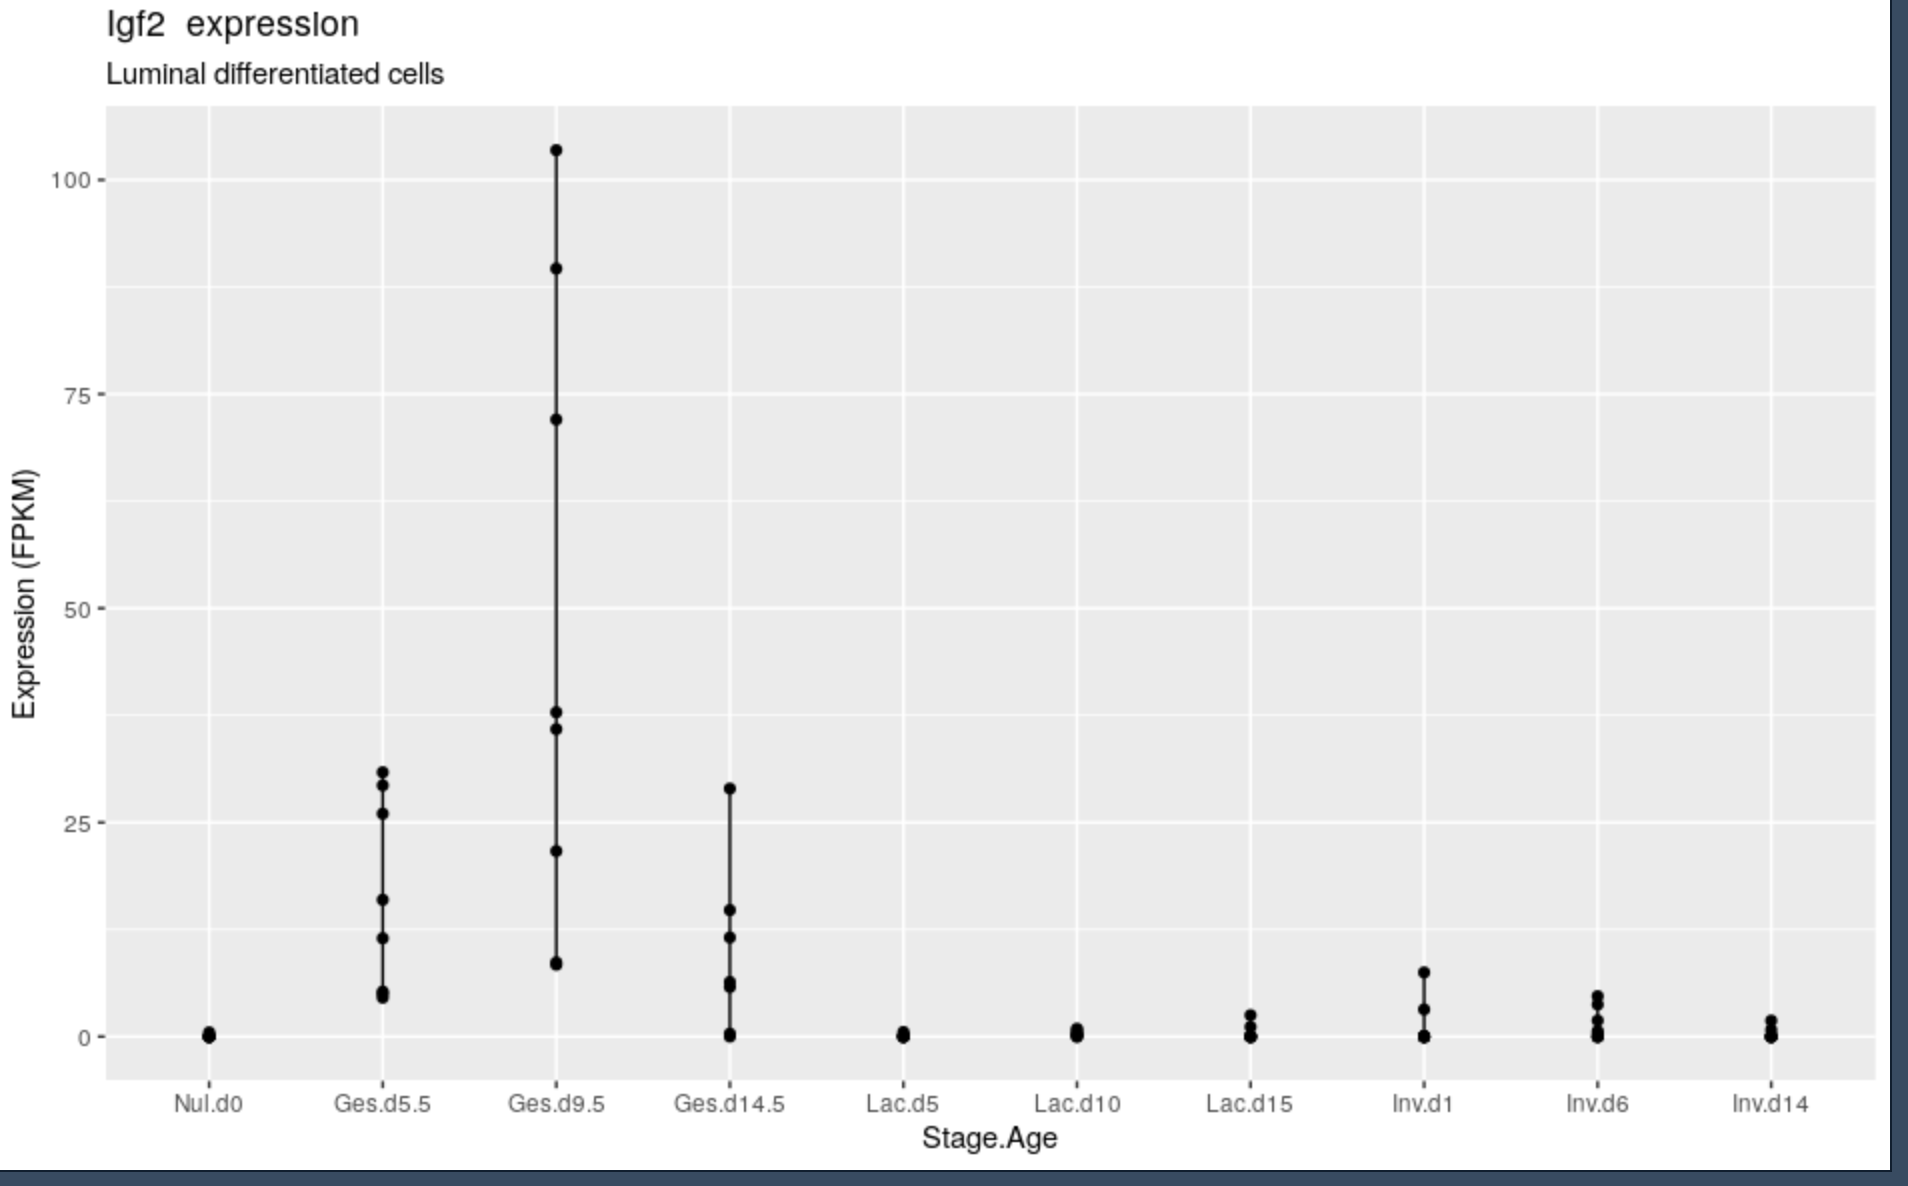 Igf2  expression
Luminal differentiated cells
Expression (FPKM)
100
75
50
25
0
Nul.d0 Ges.d5.5 Ges.d9.5 Ges.d14.5 Lac.d5 Lac.d10 Lac.d15 Inv.d1 Inv.d6 Inv.d14
Stage.Age